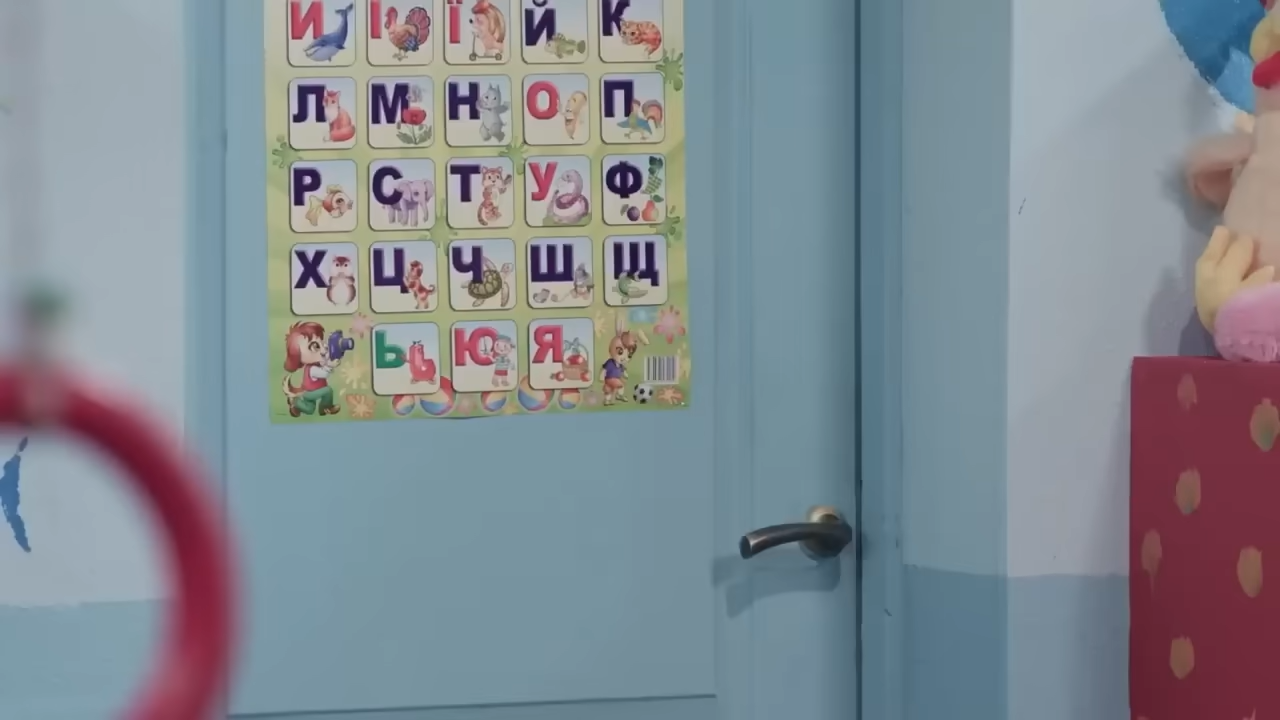 И І Ї Й К
Л М Н О П
Р С Т У Ф
Х Ц Ч Ш Щ
Ь Ю Я